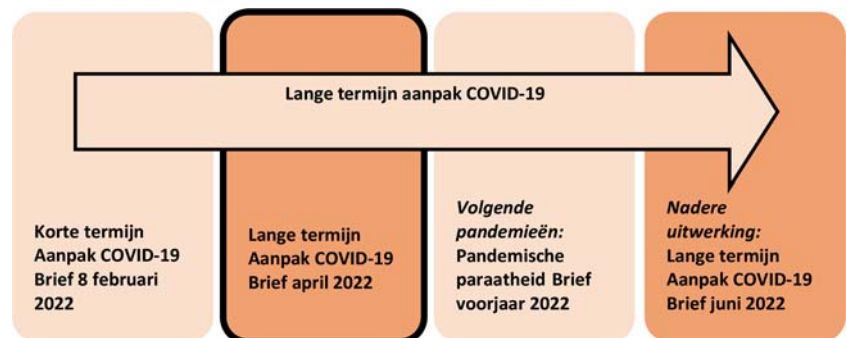 Lange termijn aanpak COVID-19
Korte termijn
Aanpak COVID-19
Brief 8 februari
2022
Lange termijn
Aanpak COVID-19
Brief april 2022
Volgende
pandemieën:
Pandemische
paraatheid Brief
voorjaar 2022
Nadere
uitwerking:
Lange termijn
Aanpak COVID-19
Brief juni 2022